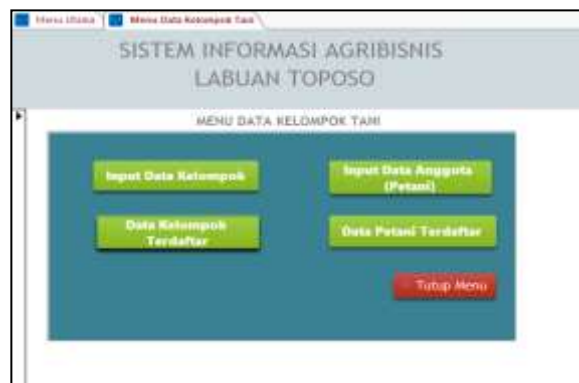 Menu Utama Menu Data Kelompok Tani
SISTEM INFORMASI AGRIBISNIS
LABUAN TOPOSO
MENU DATA KELOMPOK TANI
Input Data Kelompok
Input Data Anggota
(Petani)
Data Kelompok
Terdaftar
Data Petani Terdaftar
Tutup Menu